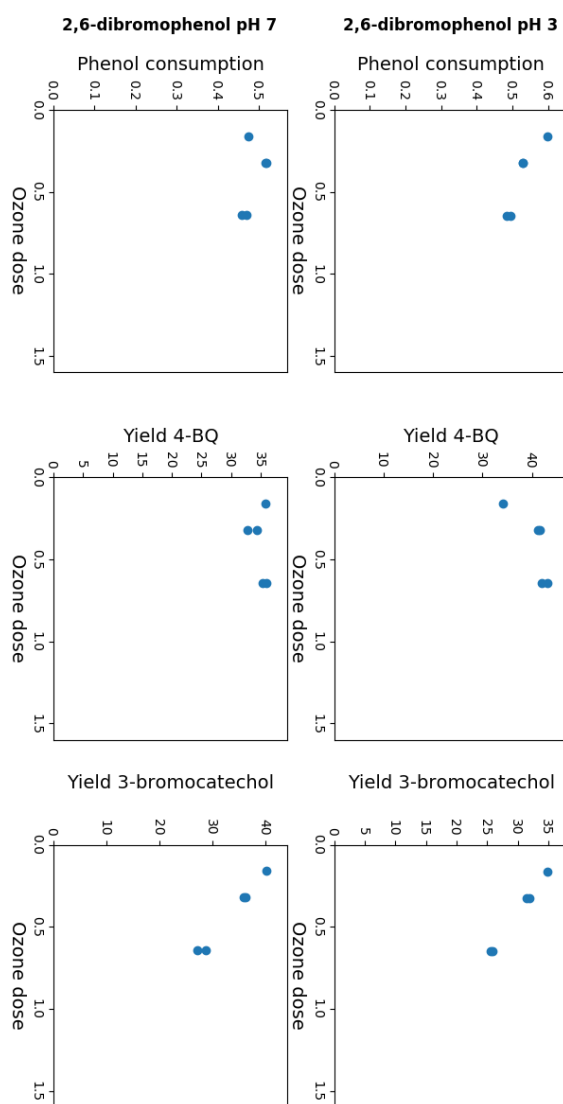 2,6-dibromophenol pH 7
2,6-dibromophenol pH 3
Phenol consumption
Phenol consumption
0.0 0.1 0.2 0.3 0.4 0.5
0.0 0.1 0.2 0.3 0.4 0.5 0.6
0.0 0.5 1.0 1.5
Ozone dose
0.0 0.5 1.0 1.5
Ozone dose
Yield 4-BQ
Yield 4-BQ
0 5 10 15 20 25 30 35
0 10 20 30 40
0.0 0.5 1.0 1.5
Ozone dose
0.0 0.5 1.0 1.5
Ozone dose
Yield 3-bromocatechol
Yield 3-bromocatechol
0 10 20 30 40
0 5 10 15 20 25 30 35
0.0 0.5 1.0 1.5
Ozone dose
0.0 0.5 1.0 1.5
Ozone dose